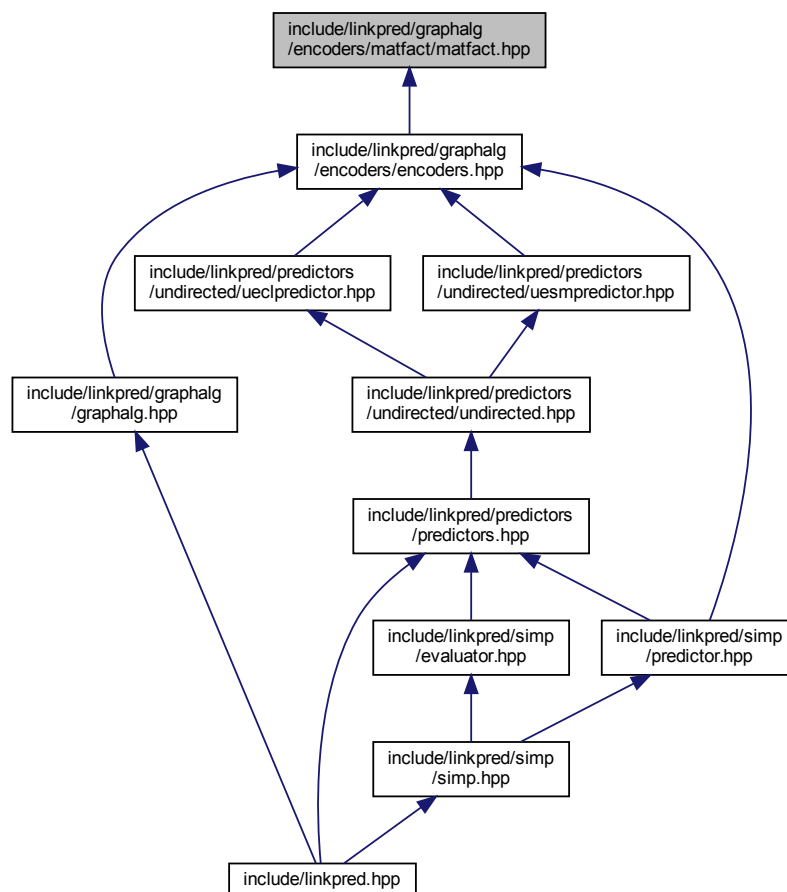 include/linkpred/graphalg
/encoders/matfact/matfact.hpp
include/linkpred/graphalg
/encoders/encoders.hpp
include/linkpred/predictors
/undirected/ueclpredictor.hpp
include/linkpred/predictors
/undirected/uesmpredictor.hpp
include/linkpred/graphalg
/graphalg.hpp
include/linkpred/predictors
/undirected/undirected.hpp
include/linkpred/predictors
/predictors.hpp
include/linkpred/simp
/evaluator.hpp
include/linkpred/simp
/predictor.hpp
include/linkpred/simp
/simp.hpp
include/linkpred.hpp